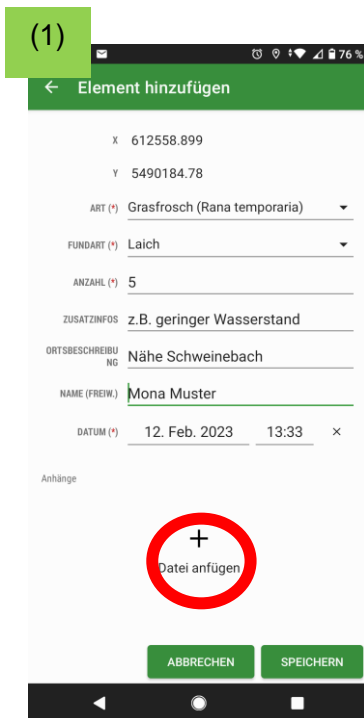 (1)
76 %
Element hinzufügen
X 612558.899
Y 5490184.78
ART (*) Grasfrosch (Rana temporaria)
FUNDART (*) Laich
ANZAHL (*) 5
ZUSATZINFOS z.B. geringer Wasserstand
ORTSBESCHREIBU
NG Nähe Schweinebach
NAME (FREIW.) Mona Muster
DATUM (*) 12. Feb. 2023 13:33 ×
Anhänge
+
Datei anfügen
ABBRECHEN SPEICHERN